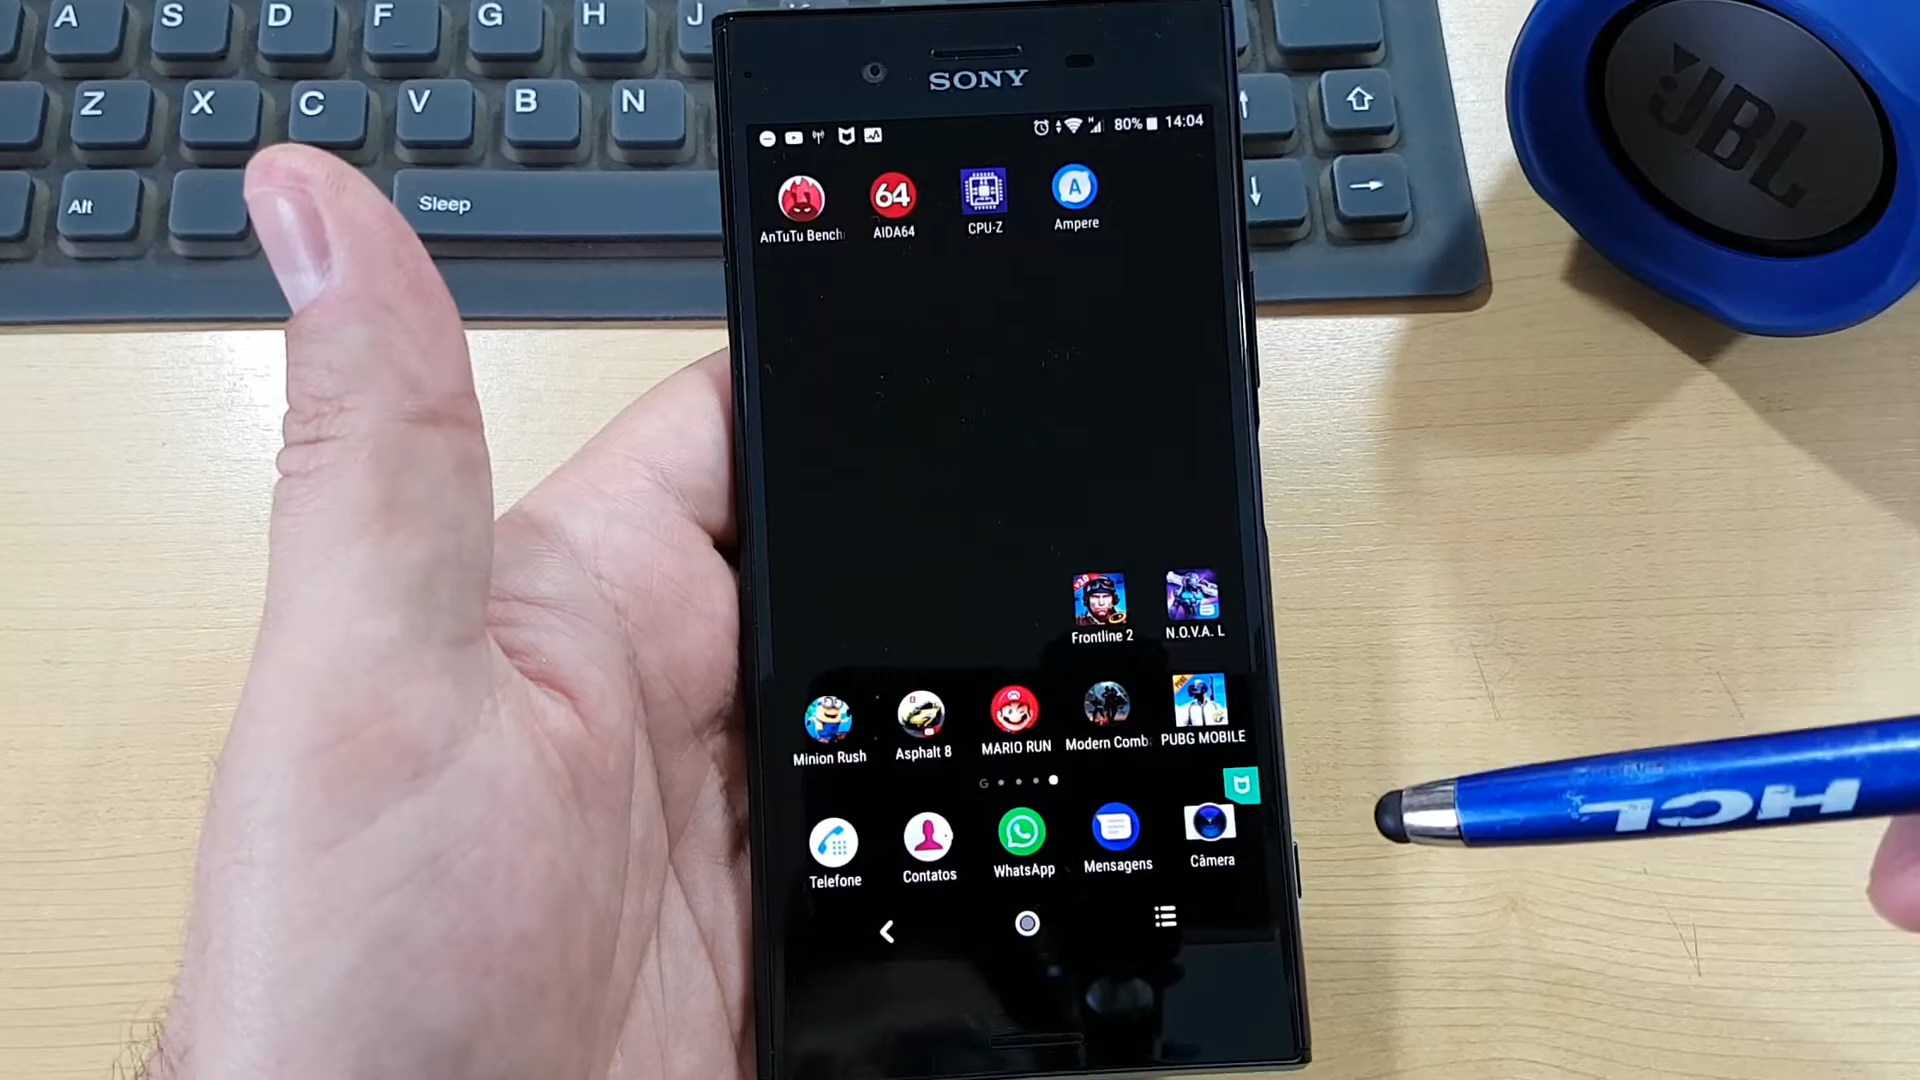 A S D F G H J
Z X C V B N
Alt Sleep
SONY
JBL
80% 14:04
64
A
AnTuTu Bench AIDA64 CPU-Z Ampere
Frontline 2 N.O.V.A. L
Minion Rush Asphalt 8 MARIO RUN Modern Comb PUBG MOBILE
G
Telefone Contatos WhatsApp Mensagens Câmera
HCL